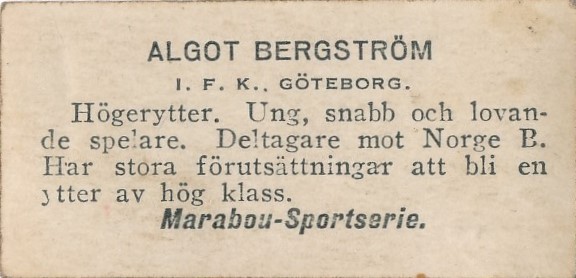 ALGOT BERGSTRÖM
I. F. K., GÖTEBORG.
Högerytter. Ung, snabb och lovan-
de spelare. Deltagare mot Norge B.
Har stora förutsättningar att bli en
ytter av hög klass.
Marabou-Sportserie.